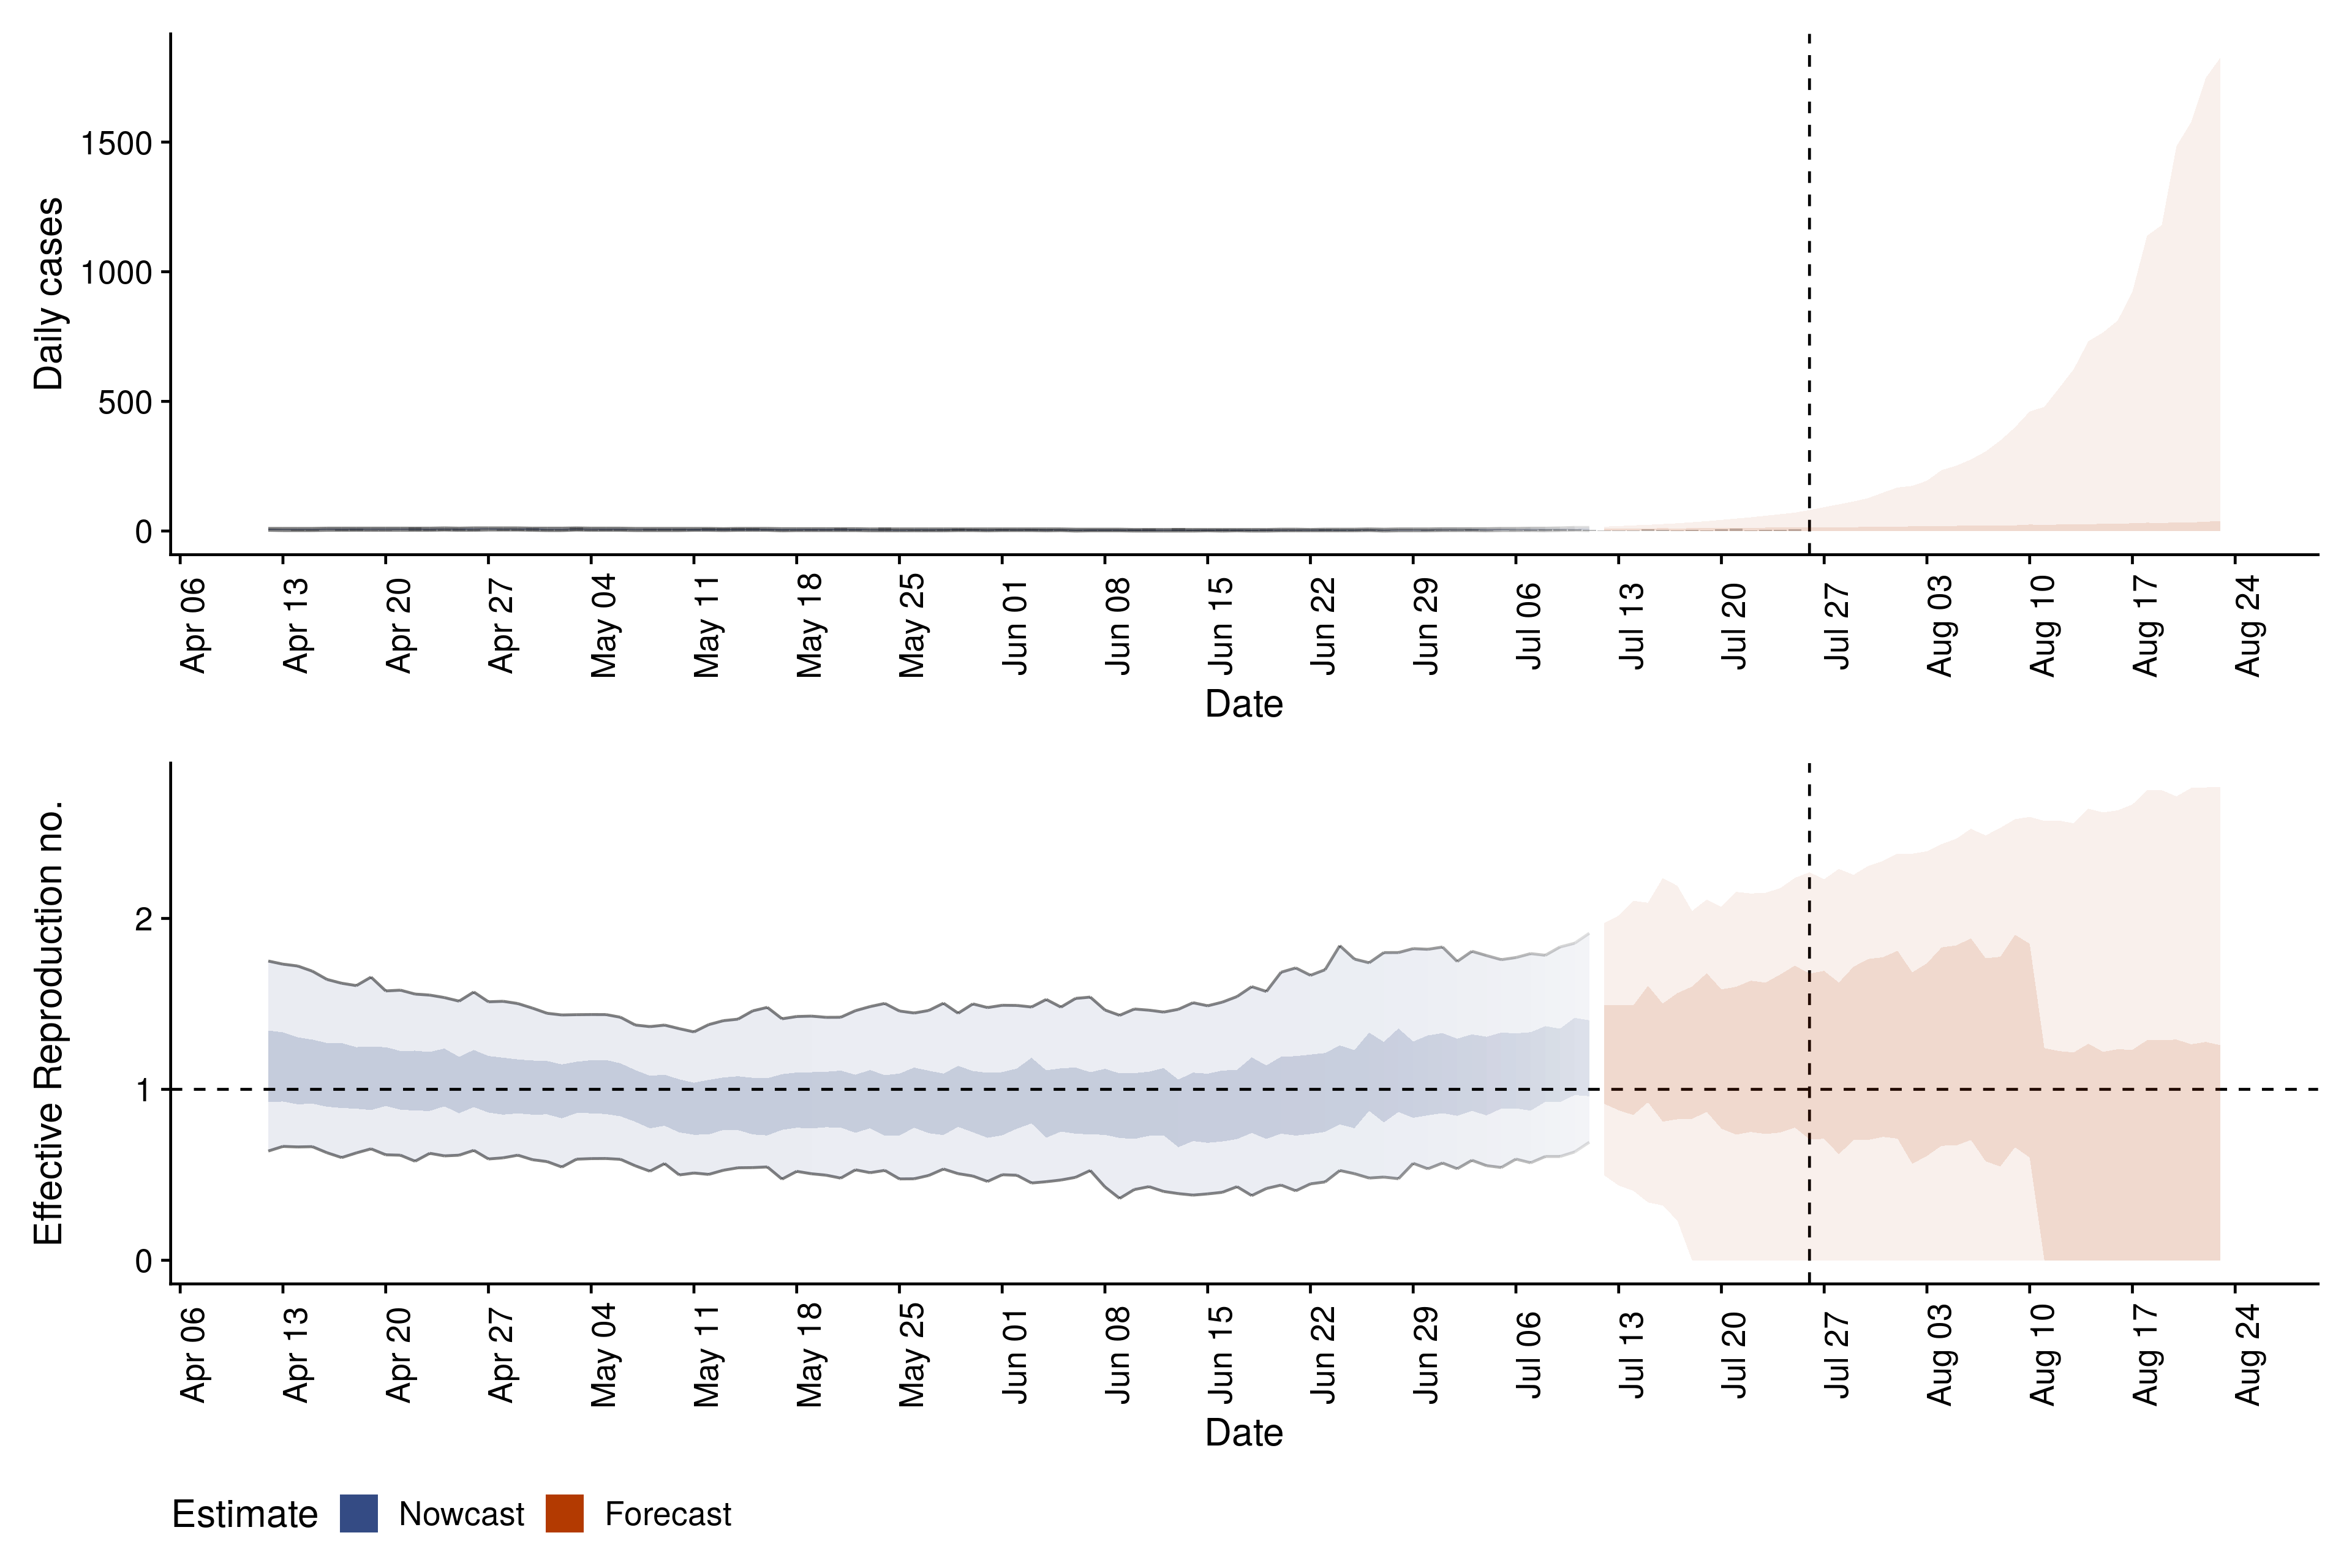 Daily cases
1500
1000
500
0
Apr 06
Apr 13
Apr 20
Apr 27
May 04
May 11
May 18
May 25
Jun 01
Jun 08
Jun 15
Jun 22
Jun 29
Jul 06
Jul 13
Jul 20
Jul 27
Aug 03
Aug 10
Aug 17
Aug 24
Date
Effective Reproduction no.
2
1
0
Apr 06
Apr 13
Apr 20
Apr 27
May 04
May 11
May 18
May 25
Jun 01
Jun 08
Jun 15
Jun 22
Jun 29
Jul 06
Jul 13
Jul 20
Jul 27
Aug 03
Aug 10
Aug 17
Aug 24
Date
Estimate Nowcast Forecast